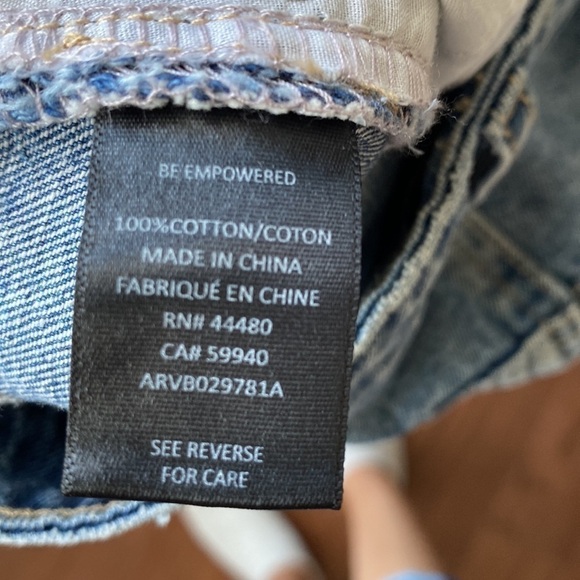 BE EMPOWERED
100%COTTON/COTON
MADE IN CHINA
FABRIQUÉ EN CHINE
RN# 44480
CA# 59940
ARVB029781A
SEE REVERSE
FOR CARE